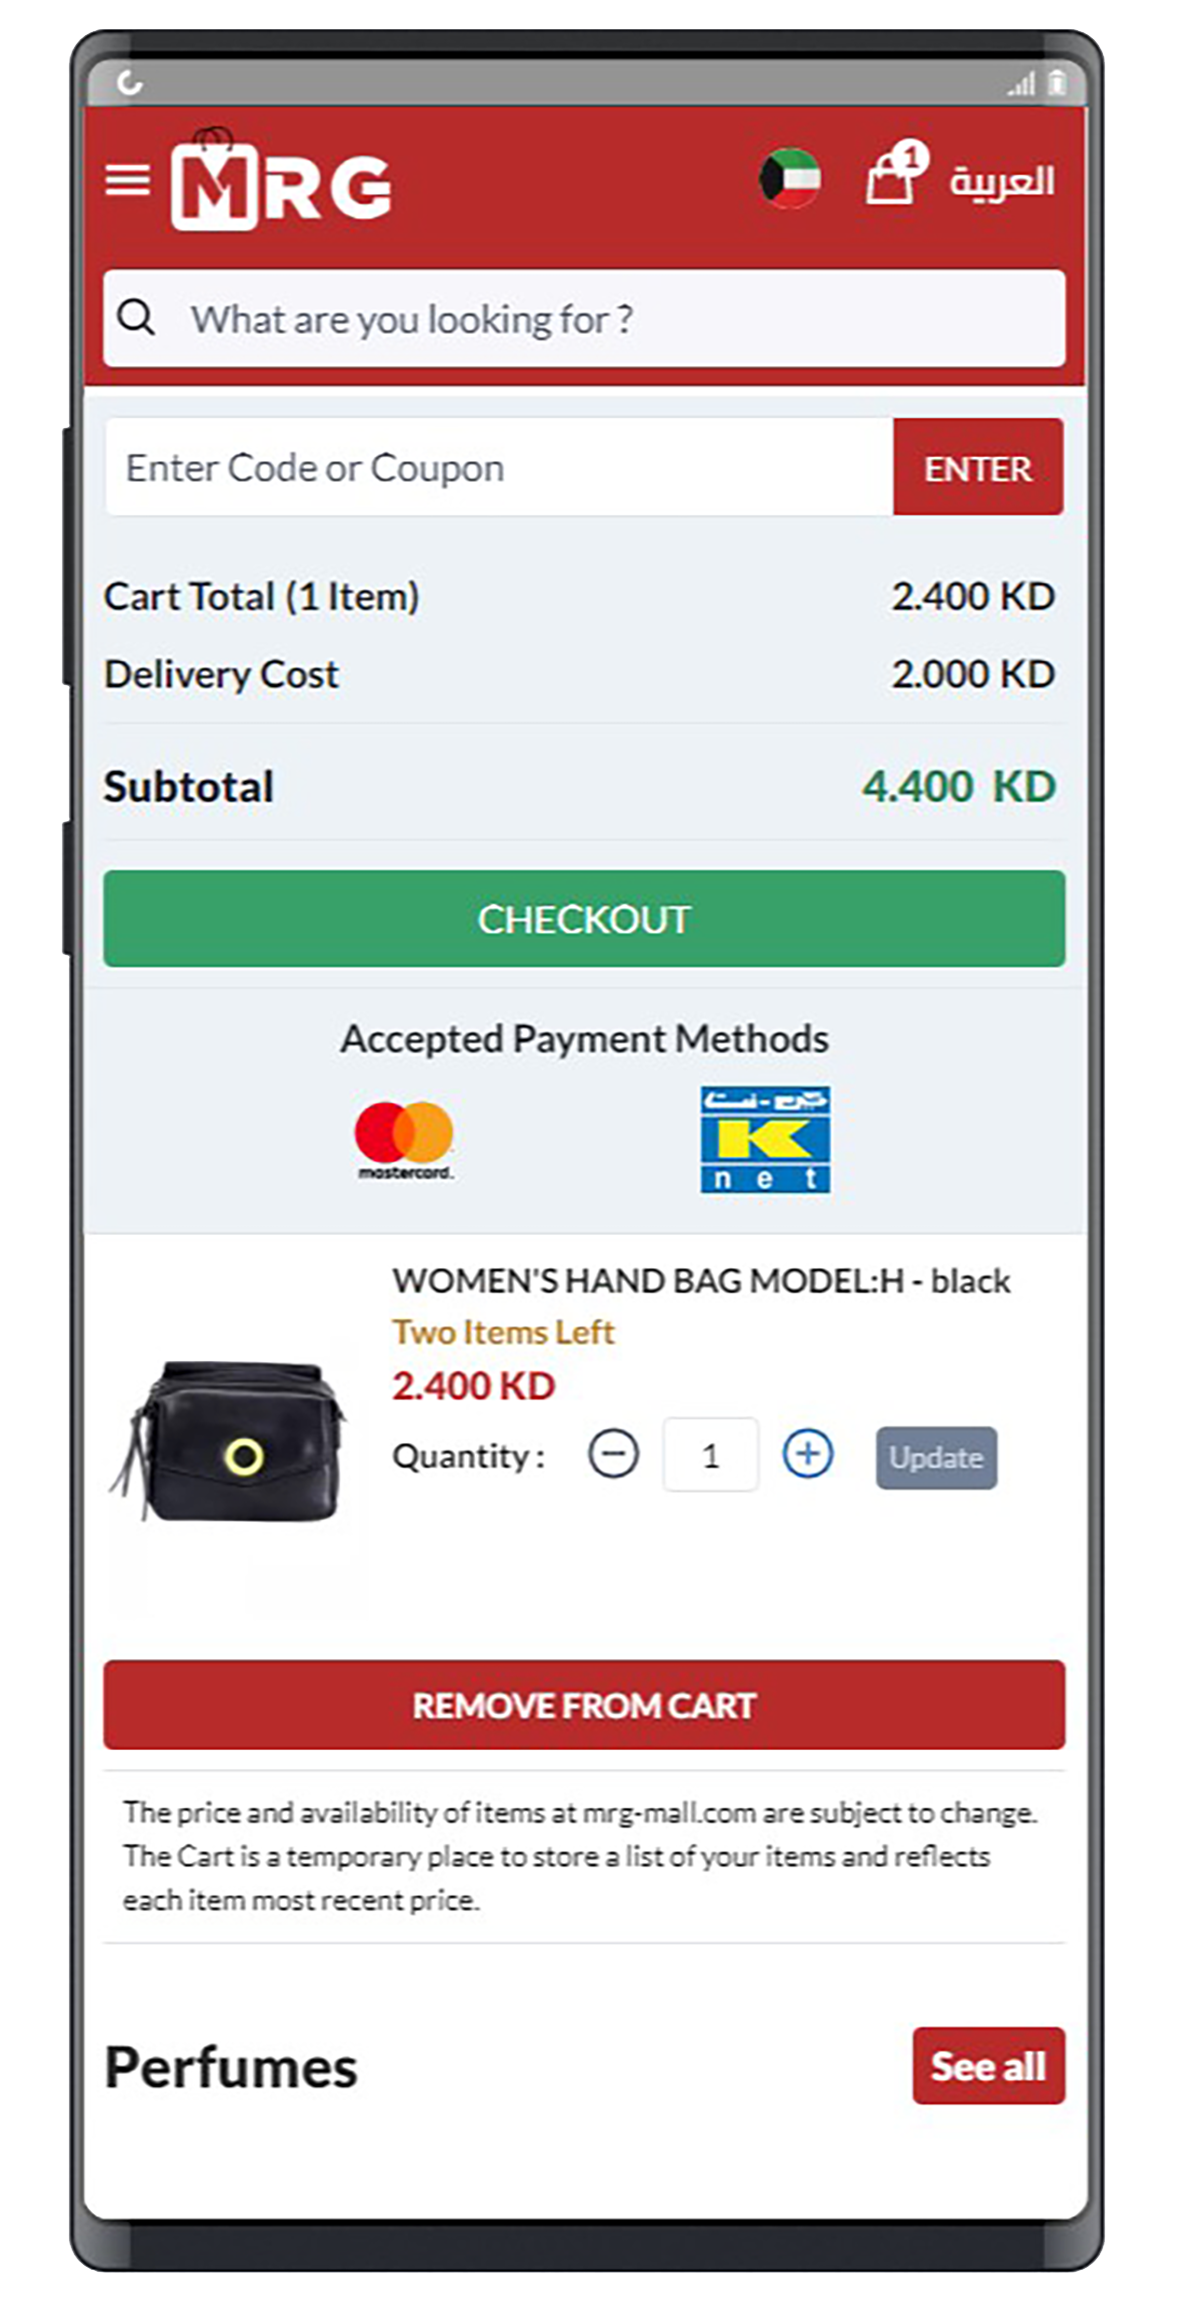 MRG
1
العربية
What are you looking for ?
Enter Code or Coupon
ENTER
Cart Total (1 Item)
2.400 KD
Delivery Cost
2.000 KD
Subtotal
4.400 KD
CHECKOUT
Accepted Payment Methods
mastercard.
كي-نت
K
net
WOMEN'S HAND BAG MODEL:H - black
Two Items Left
2.400 KD
Quantity :
1
Update
REMOVE FROM CART
The price and availability of items at mrg-mall.com are subject to change.
The Cart is a temporary place to store a list of your items and reflects
each item most recent price.
Perfumes
See all